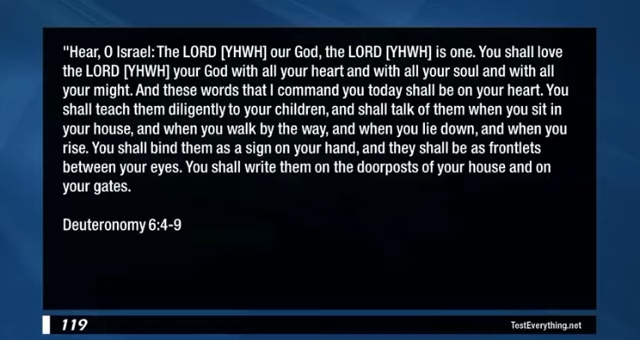 "Hear, O Israel: The LORD [YHWH] our God, the LORD [YHWH] is one. You shall love
the LORD [YHWH] your God with all your heart and with all your soul and with all
your might. And these words that I command you today shall be on your heart. You
shall teach them diligently to your children, and shall talk of them when you sit in
your house, and when you walk by the way, and when you lie down, and when you
rise. You shall bind them as a sign on your hand, and they shall be as frontlets
between your eyes. You shall write them on the doorposts of your house and on
your gates.
Deuteronomy 6:4-9
119
TestEverything.net